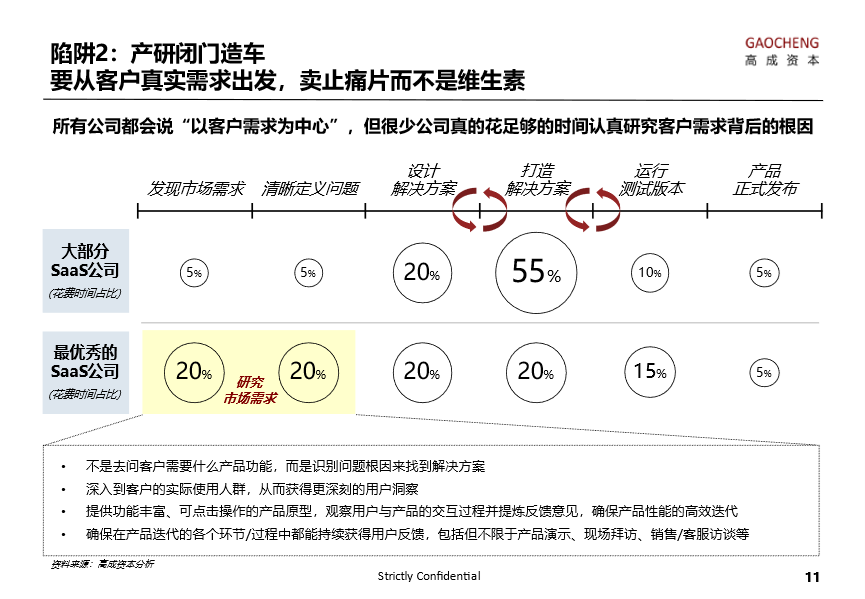 陷阱2：产研闭门造车
要从客户真实需求出发，卖止痛片而不是维生素
GAOCHENG
高成资本
所有公司都会说“以客户需求为中心”，但很少公司真的花足够的时间认真研究客户需求背后的根因
发现市场需求
清晰定义问题
设计
解决方案
打造
解决方案
运行
测试版本
产品
正式发布
大部分
SaaS公司
(花费时间占比)
5%
5%
20%
55%
10%
5%
最优秀的
SaaS公司
(花费时间占比)
20%
20%
20%
20%
15%
5%
研究
市场需求
• 不是去问客户需要什么产品功能，而是识别问题根因来找到解决方案
• 深入到客户的实际使用人群，从而获得更深刻的用户洞察
• 提供功能丰富、可点击操作的产品原型，观察用户与产品的交互过程并提炼反馈意见，确保产品性能的高效迭代
• 确保在产品迭代的各个环节/过程中都能持续获得用户反馈，包括但不限于产品演示、现场拜访、销售/客服访谈等
资料来源：高成资本分析
Strictly Confidential
11